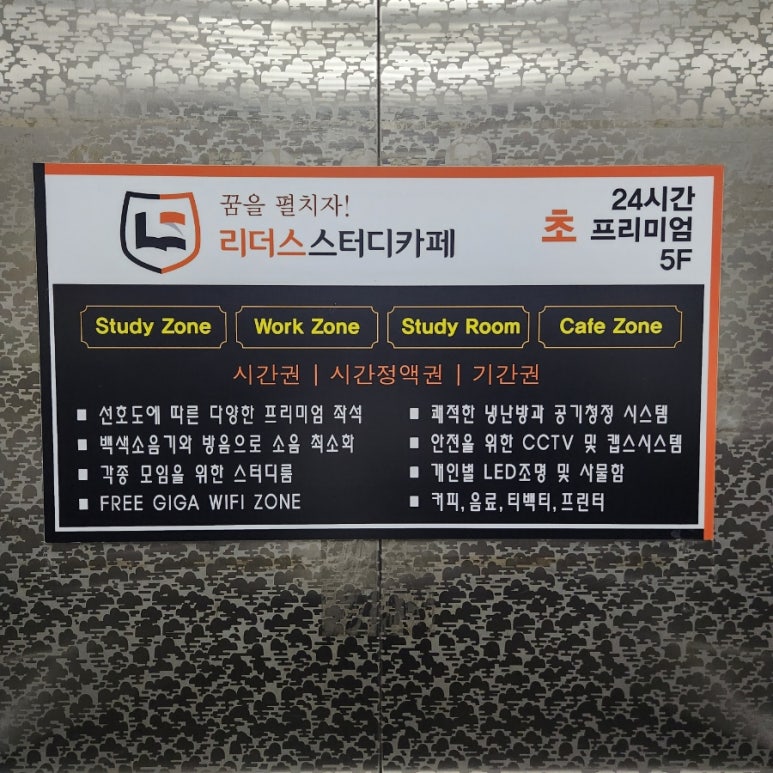 꿈을 펼치자!
리더스스터디카페
24시간
초 프리미엄
5F
Study Zone
Work Zone
Study Room
Cafe Zone
시간권 | 시간정액권 | 기간권
■ 선호도에 따른 다양한 프리미엄 좌석
■ 백색소음기와 방음으로 소음 최소화
■ 각종 모임을 위한 스터디룸
■ FREE GIGA WIFI ZONE
■ 쾌적한 냉난방과 공기청정 시스템
■ 안전을 위한 CCTV 및 캡스시스템
■ 개인별 LED조명 및 사물함
■ 커피, 음료, 티백티, 프린터